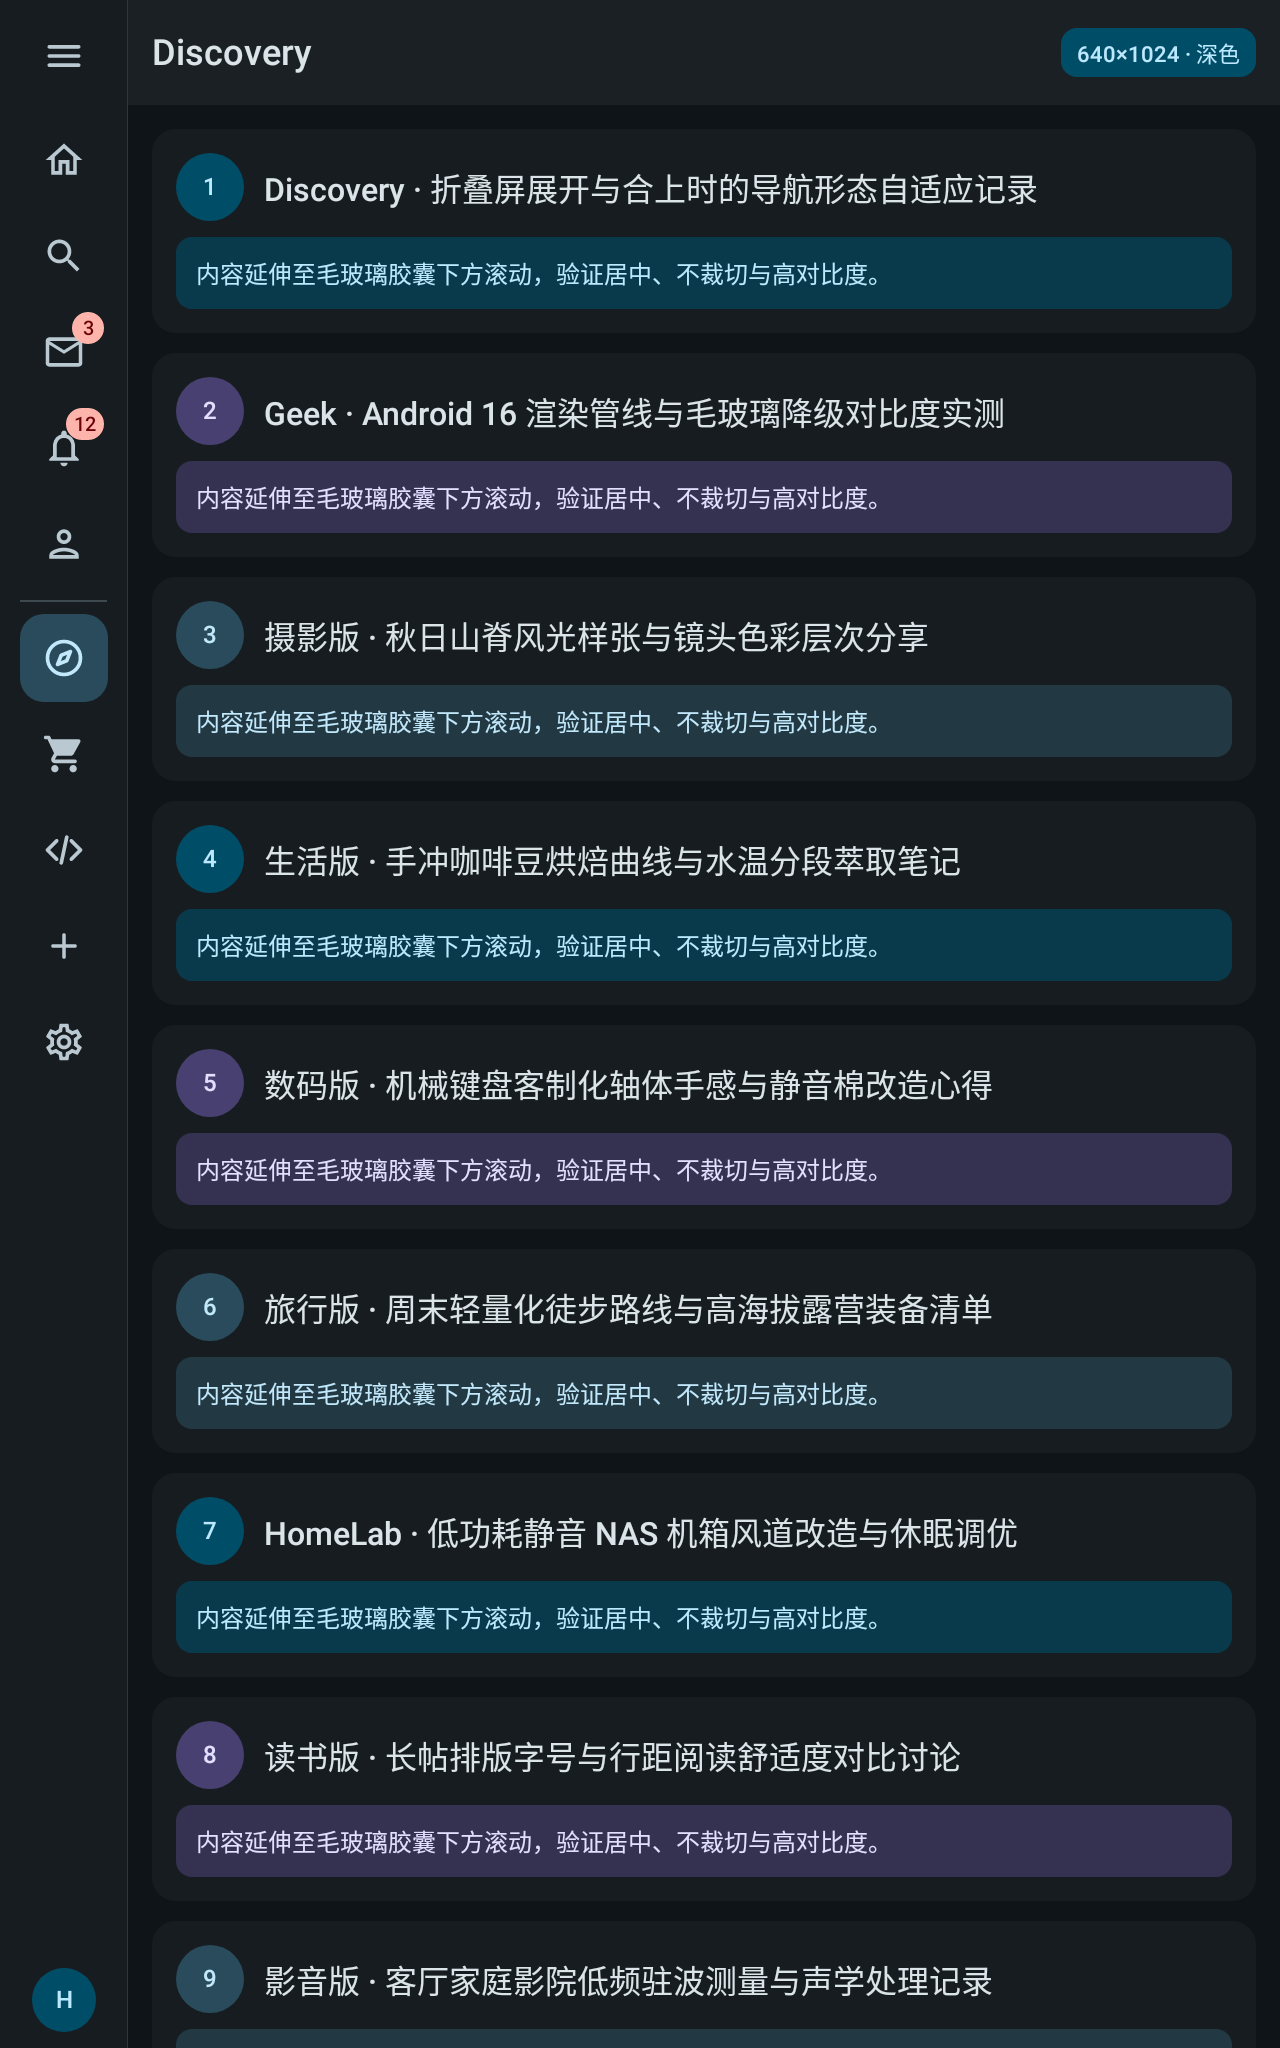 Discovery
640×1024 · 深色
3
12
H
1
Discovery · 折叠屏展开与合上时的导航形态自适应记录
内容延伸至毛玻璃胶囊下方滚动，验证居中、不裁切与高对比度。
2
Geek · Android 16 渲染管线与毛玻璃降级对比度实测
内容延伸至毛玻璃胶囊下方滚动，验证居中、不裁切与高对比度。
3
摄影版 · 秋日山脊风光样张与镜头色彩层次分享
内容延伸至毛玻璃胶囊下方滚动，验证居中、不裁切与高对比度。
4
生活版 · 手冲咖啡豆烘焙曲线与水温分段萃取笔记
内容延伸至毛玻璃胶囊下方滚动，验证居中、不裁切与高对比度。
5
数码版 · 机械键盘客制化轴体手感与静音棉改造心得
内容延伸至毛玻璃胶囊下方滚动，验证居中、不裁切与高对比度。
6
旅行版 · 周末轻量化徒步路线与高海拔露营装备清单
内容延伸至毛玻璃胶囊下方滚动，验证居中、不裁切与高对比度。
7
HomeLab · 低功耗静音 NAS 机箱风道改造与休眠调优
内容延伸至毛玻璃胶囊下方滚动，验证居中、不裁切与高对比度。
8
读书版 · 长帖排版字号与行距阅读舒适度对比讨论
内容延伸至毛玻璃胶囊下方滚动，验证居中、不裁切与高对比度。
9
影音版 · 客厅家庭影院低频驻波测量与声学处理记录